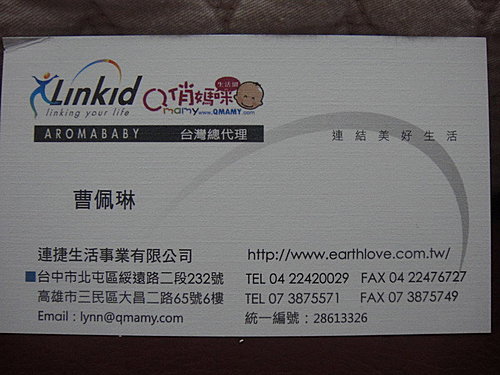 Linkid
linking your life
Q俏媽咪
生活網
mamy www.QMAMY.com
AROMABABY 台灣總代理
連結美好生活
曹佩琳
連捷生活事業有限公司
http://www.earthlove.com.tw/
台中市北屯區綏遠路二段232號 TEL 04 22420029 FAX 04 22476727
高雄市三民區大昌二路65號6樓 TEL 07 3875571 FAX 07 3875749
Email : lynn@qmamy.com 統一編號：28613326